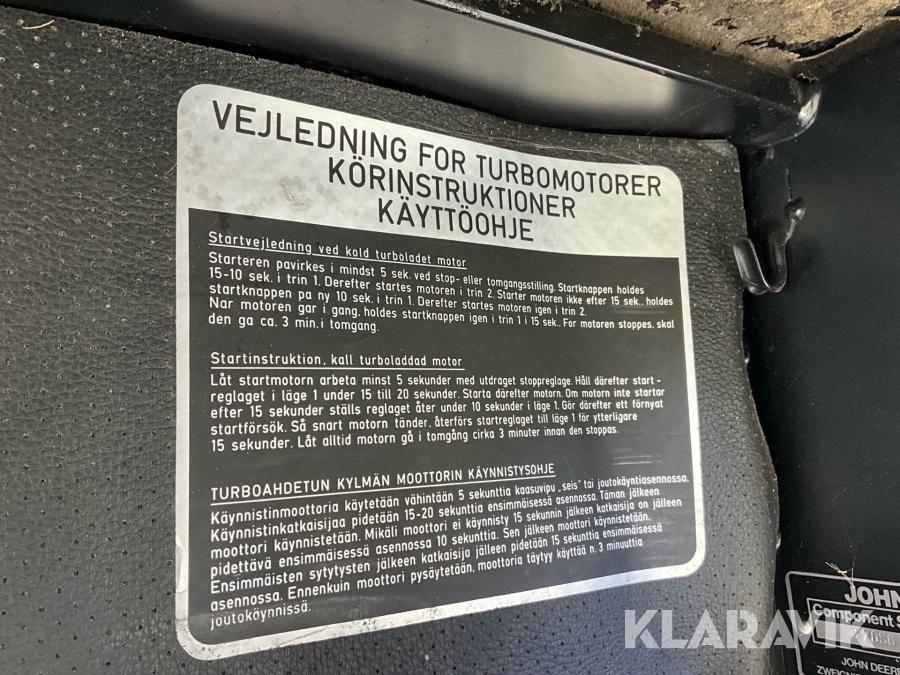 VEJLEDNING FOR TURBOMOTORER
KÖRINSTRUKTIONER
KÄYTTÖOHJE
Startvejledning ved kold turboladet motor
Starteren pavirkes i mindst 5 sek. ved stop- eller tomgangsstilling. Startknappen holdes
15-10 sek. i trin 1. Derefter startes motoren i trin 2. Starter motoren ikke efter 15 sek., holdes
startknappen pa ny 10 sek. i trin 1. Derefter startes motoren igen i trin 2.
Nar motoren gar i gang, holdes startknappen igen i trin 1 i 15 sek.. For motoren stoppes, skal
den ga ca. 3 min. i tomgang.
Startinstruktion, kall turboladdad motor
Låt startmotorn arbeta minst 5 sekunder med utdraget stoppreglage. Håll därefter start-
reglaget i läge 1 under 15 till 20 sekunder. Starta därefter motorn. Om motorn inte startar
efter 15 sekunder ställs reglaget åter under 10 sekunder i läge 1. Gör därefter ett förnyat
startförsök. Så snart motorn tänder, återförs startreglaget till läge 1 för ytterligare
15 sekunder. Låt alltid motorn gå i tomgång cirka 3 minuter innan den stoppas.
TURBOAHDETUN KYLMÄN MOOTTORIN KÄYNNISTYSOHJE
Käynnistinmoottoria käytetään vähintään 5 sekunttia kaasuvipu „seis" tai joutokäyntiasennossa.
Käynnistinkatkaisijaa pidetään 15-20 sekunttia ensimmäisessä asennossa. Tämän jälkeen
moottori käynnistetään. Mikäli moottori ei käynnisty 15 sekunnin jälkeen katkaisija on jälleen
pidettävä ensimmäisessä asennossa 10 sekunttia. Sen jälkeen moottori käynnistetään.
Ensimmäisten sytytysten jälkeen katkaisija jälleen pidetään 15 sekunttia ensimmäisessä
asennossa. Ennenkuin moottori pysäytetään, moottoria täytyy käyttää n. 3 minuuttia
joutokäynnissä.
JOHN
Component S
JOHN DEERE
KLARAVIK